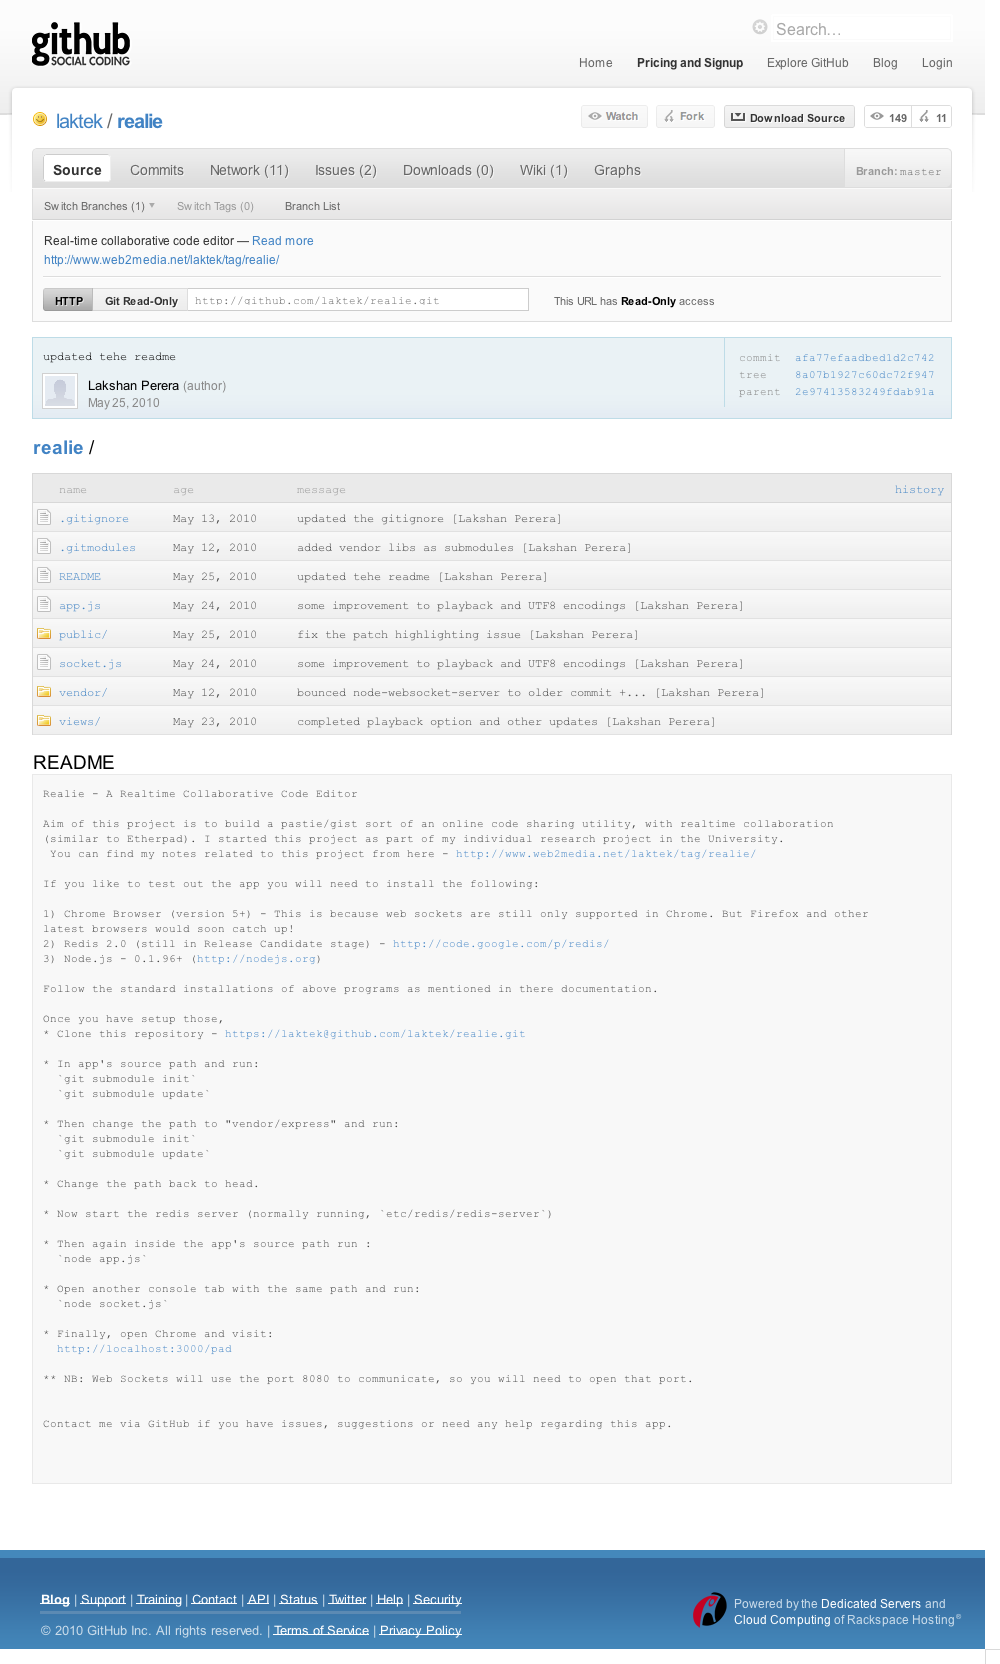 github
SOCIAL CODING
Search...
Home Pricing and Signup Explore GitHub Blog Login
laktek / realie
Watch Fork Download Source 149 11
Source Commits Network (11) Issues (2) Downloads (0) Wiki (1) Graphs Branch: master
Switch Branches (1) Switch Tags (0) Branch List
Real-time collaborative code editor — Read more
http://www.web2media.net/laktek/tag/realie/
HTTP Git Read-Only http://github.com/laktek/realie.git This URL has Read-Only access
updated tehe readme
Lakshan Perera (author)
May 25, 2010
commit afa77efaadbed1d2c742
tree 8a07b1927c60dc72f947
parent 2e97413583249fdab91a
realie /
name age message history
.gitignore May 13, 2010 updated the gitignore [Lakshan Perera]
.gitmodules May 12, 2010 added vendor libs as submodules [Lakshan Perera]
README May 25, 2010 updated tehe readme [Lakshan Perera]
app.js May 24, 2010 some improvement to playback and UTF8 encodings [Lakshan Perera]
public/ May 25, 2010 fix the patch highlighting issue [Lakshan Perera]
socket.js May 24, 2010 some improvement to playback and UTF8 encodings [Lakshan Perera]
vendor/ May 12, 2010 bounced node-websocket-server to older commit +... [Lakshan Perera]
views/ May 23, 2010 completed playback option and other updates [Lakshan Perera]
README
Realie - A Realtime Collaborative Code Editor
Aim of this project is to build a pastie/gist sort of an online code sharing utility, with realtime collaboration
(similar to Etherpad). I started this project as part of my individual research project in the University.
You can find my notes related to this project from here - http://www.web2media.net/laktek/tag/realie/
If you like to test out the app you will need to install the following:
1) Chrome Browser (version 5+) - This is because web sockets are still only supported in Chrome. But Firefox and other
latest browsers would soon catch up!
2) Redis 2.0 (still in Release Candidate stage) - http://code.google.com/p/redis/
3) Node.js - 0.1.96+ (http://nodejs.org)
Follow the standard installations of above programs as mentioned in there documentation.
Once you have setup those,
* Clone this repository - https://laktek@github.com/laktek/realie.git
* In app's source path and run:
`git submodule init`
`git submodule update`
* Then change the path to "vendor/express" and run:
`git submodule init`
`git submodule update`
* Change the path back to head.
* Now start the redis server (normally running, `etc/redis/redis-server`)
* Then again inside the app's source path run :
`node app.js`
* Open another console tab with the same path and run:
`node socket.js`
* Finally, open Chrome and visit:
http://localhost:3000/pad
** NB: Web Sockets will use the port 8080 to communicate, so you will need to open that port.
Contact me via GitHub if you have issues, suggestions or need any help regarding this app.
Blog | Support | Training | Contact | API | Status | Twitter | Help | Security
© 2010 GitHub Inc. All rights reserved. | Terms of Service | Privacy Policy
Powered by the Dedicated Servers and
Cloud Computing of Rackspace Hosting®